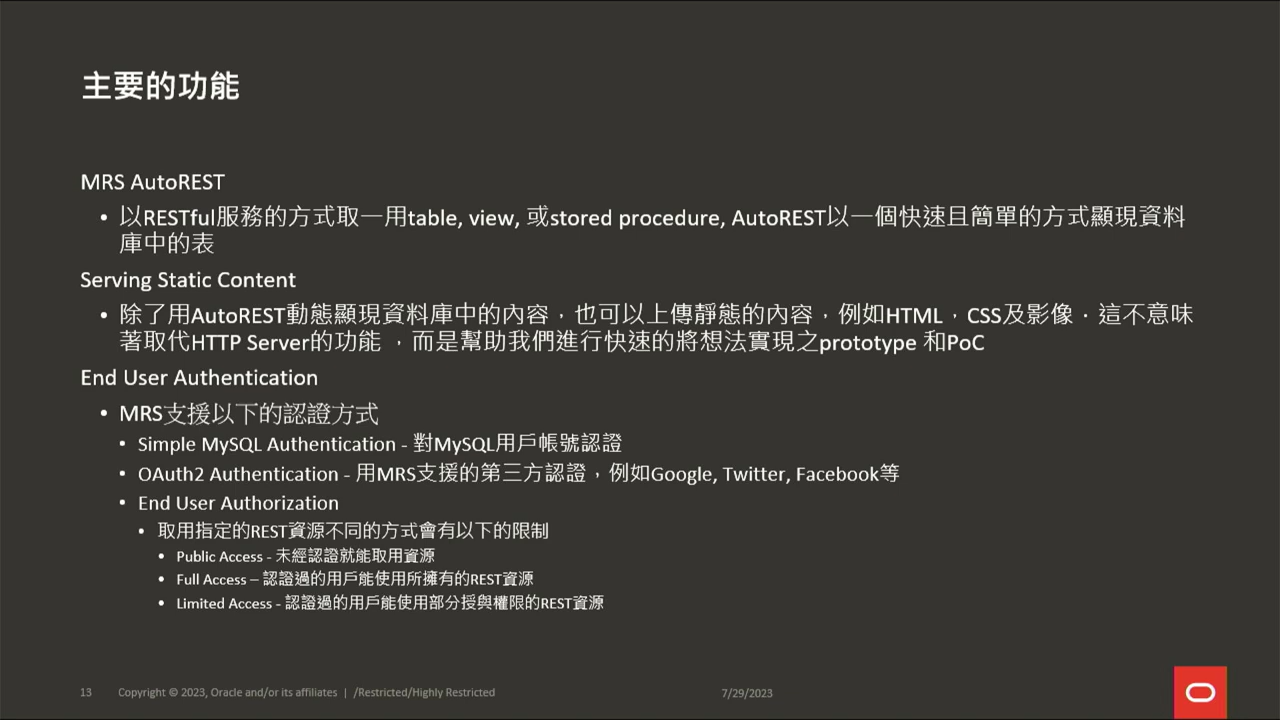 主要的功能
MRS AutoREST
• 以RESTful服務的方式取一用table, view, 或stored procedure, AutoREST以一個快速且簡單的方式顯現資料
庫中的表
Serving Static Content
• 除了用AutoREST動態顯現資料庫中的內容，也可以上傳靜態的內容，例如HTML，CSS及影像．這不意味
著取代HTTP Server的功能 ，而是幫助我們進行快速的將想法實現之prototype 和PoC
End User Authentication
• MRS支援以下的認證方式
• Simple MySQL Authentication - 對MySQL用戶帳號認證
• OAuth2 Authentication - 用MRS支援的第三方認證，例如Google, Twitter, Facebook等
• End User Authorization
• 取用指定的REST資源不同的方式會有以下的限制
• Public Access - 未經認證就能取用資源
• Full Access – 認證過的用戶能使用所擁有的REST資源
• Limited Access - 認證過的用戶能使用部分授與權限的REST資源
13 Copyright © 2023, Oracle and/or its affiliates | /Restricted/Highly Restricted 7/29/2023